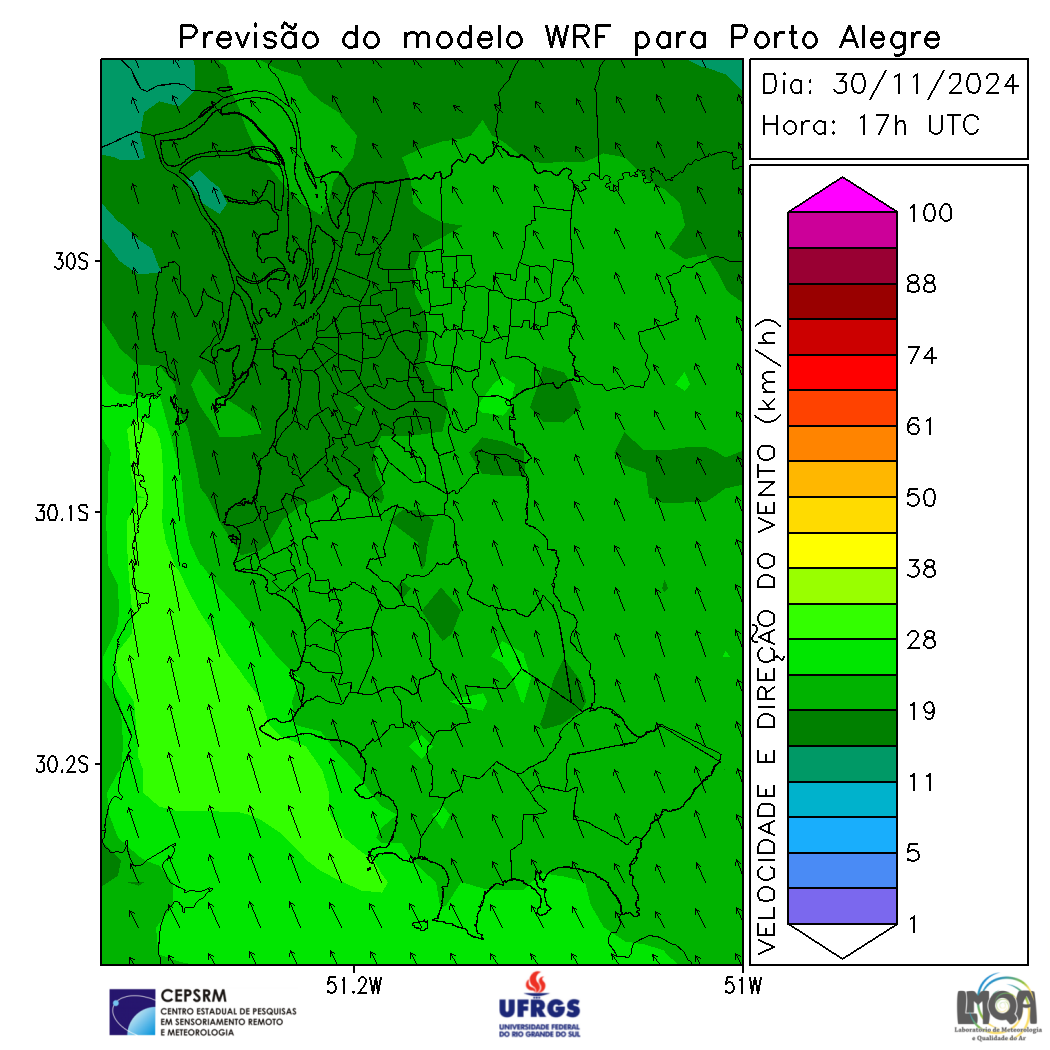 Previsão do modelo WRF para Porto Alegre
Dia: 30/11/2024
Hora: 17h UTC
30S
30.1S
30.2S
51.2W
51W
VELOCIDADE E DIREÇÃO DO VENTO (km/h)
100
88
74
61
50
38
28
19
11
5
1
CEPSRM
CENTRO ESTADUAL DE PESQUISAS
EM SENSORIAMENTO REMOTO
E METEOROLOGIA
UFRGS
UNIVERSIDADE FEDERAL
DO RIO GRANDE DO SUL
LMQA
Laboratório de Meteorologia
e Qualidade do Ar